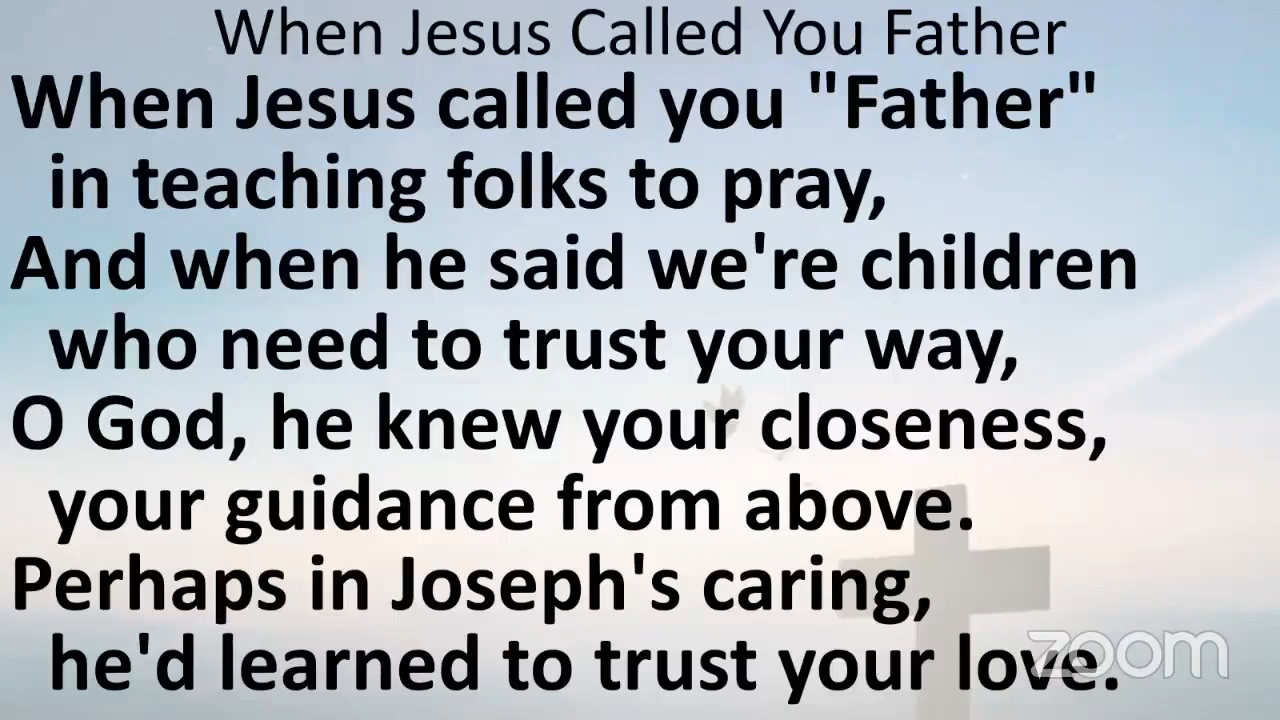 When Jesus Called You Father
When Jesus called you "Father"
in teaching folks to pray,
And when he said we're children
who need to trust your way,
O God, he knew your closeness,
your guidance from above.
Perhaps in Joseph's caring,
he'd learned to trust your love.
zoom